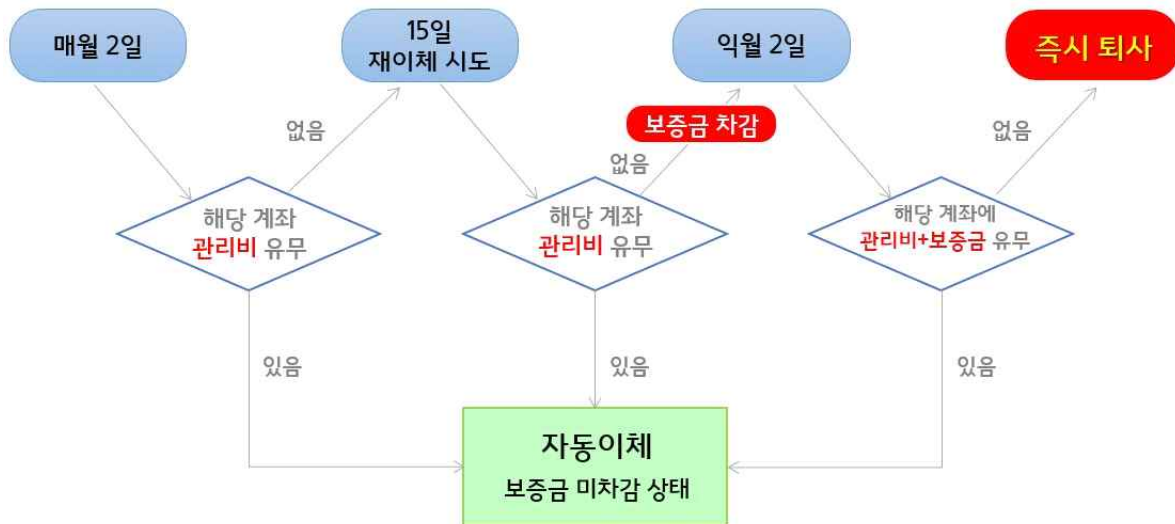 매월 2일
15일
재이체 시도
익월 2일
즉시 퇴사
없음
보증금 차감
없음
없음
해당 계좌
관리비 유무
해당 계좌
관리비 유무
해당 계좌에
관리비+보증금 유무
있음
있음
있음
자동이체
보증금 미차감 상태